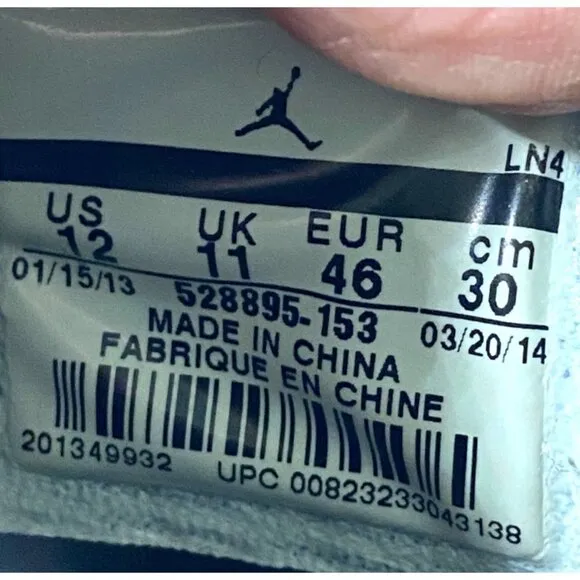 LN4
US UK EUR cm
12 11 46 30
01/15/13 528895-153 03/20/14
MADE IN CHINA
FABRIQUE EN CHINE
201349932 UPC 00823233043138